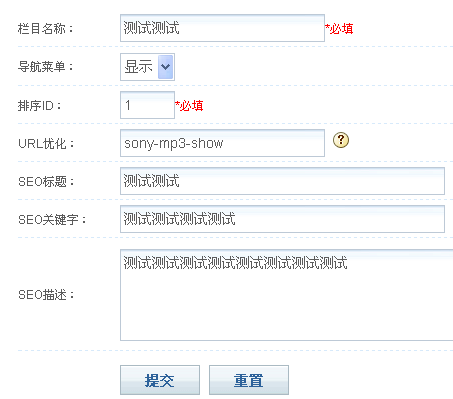 栏目名称： 测试测试 *必填
导航菜单： 显示
排序ID： 1 *必填
URL优化： sony-mp3-show ?
SEO标题： 测试测试
SEO关键字： 测试测试测试测试
SEO描述： 测试测试测试测试测试测试测试测试
提交 重置